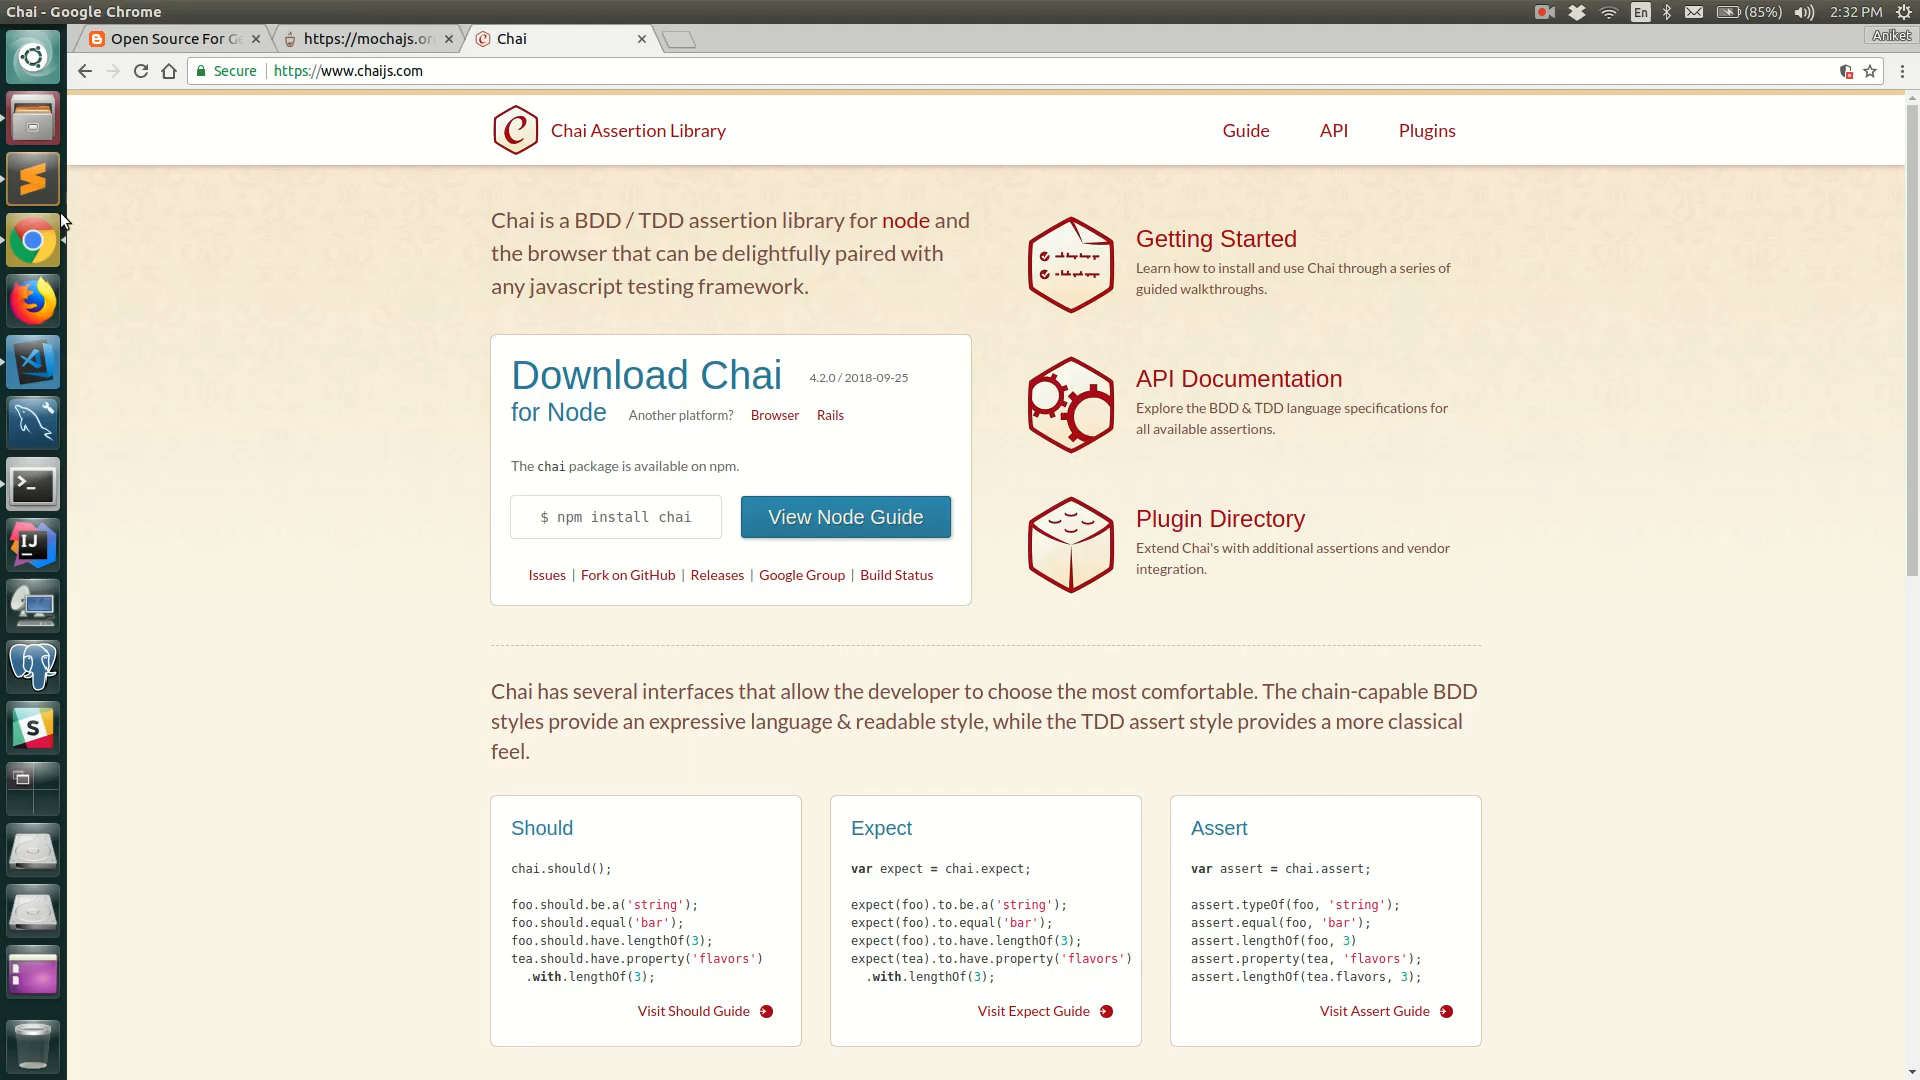 Chai - Google Chrome
En
(85%)
2:32 PM
Open Source For Ge
https://mochajs.or
Chai
Aniket
Secure
https://www.chaijs.com
Chai Assertion Library
Guide
API
Plugins
Chai is a BDD / TDD assertion library for node and
the browser that can be delightfully paired with
any javascript testing framework.
Getting Started
Learn how to install and use Chai through a series of
guided walkthroughs.
Download Chai
4.2.0 / 2018-09-25
for Node
Another platform?
Browser
Rails
API Documentation
Explore the BDD & TDD language specifications for
all available assertions.
The chai package is available on npm.
$ npm install chai
View Node Guide
Plugin Directory
Extend Chai's with additional assertions and vendor
integration.
Issues | Fork on GitHub | Releases | Google Group | Build Status
Chai has several interfaces that allow the developer to choose the most comfortable. The chain-capable BDD
styles provide an expressive language & readable style, while the TDD assert style provides a more classical
feel.
Should
chai.should();
foo.should.be.a('string');
foo.should.equal('bar');
foo.should.have.lengthOf(3);
tea.should.have.property('flavors')
.with.lengthOf(3);
Visit Should Guide
Expect
var expect = chai.expect;
expect(foo).to.be.a('string');
expect(foo).to.equal('bar');
expect(foo).to.have.lengthOf(3);
expect(tea).to.have.property('flavors')
.with.lengthOf(3);
Visit Expect Guide
Assert
var assert = chai.assert;
assert.typeOf(foo, 'string');
assert.equal(foo, 'bar');
assert.lengthOf(foo, 3)
assert.property(tea, 'flavors');
assert.lengthOf(tea.flavors, 3);
Visit Assert Guide
IJ
S